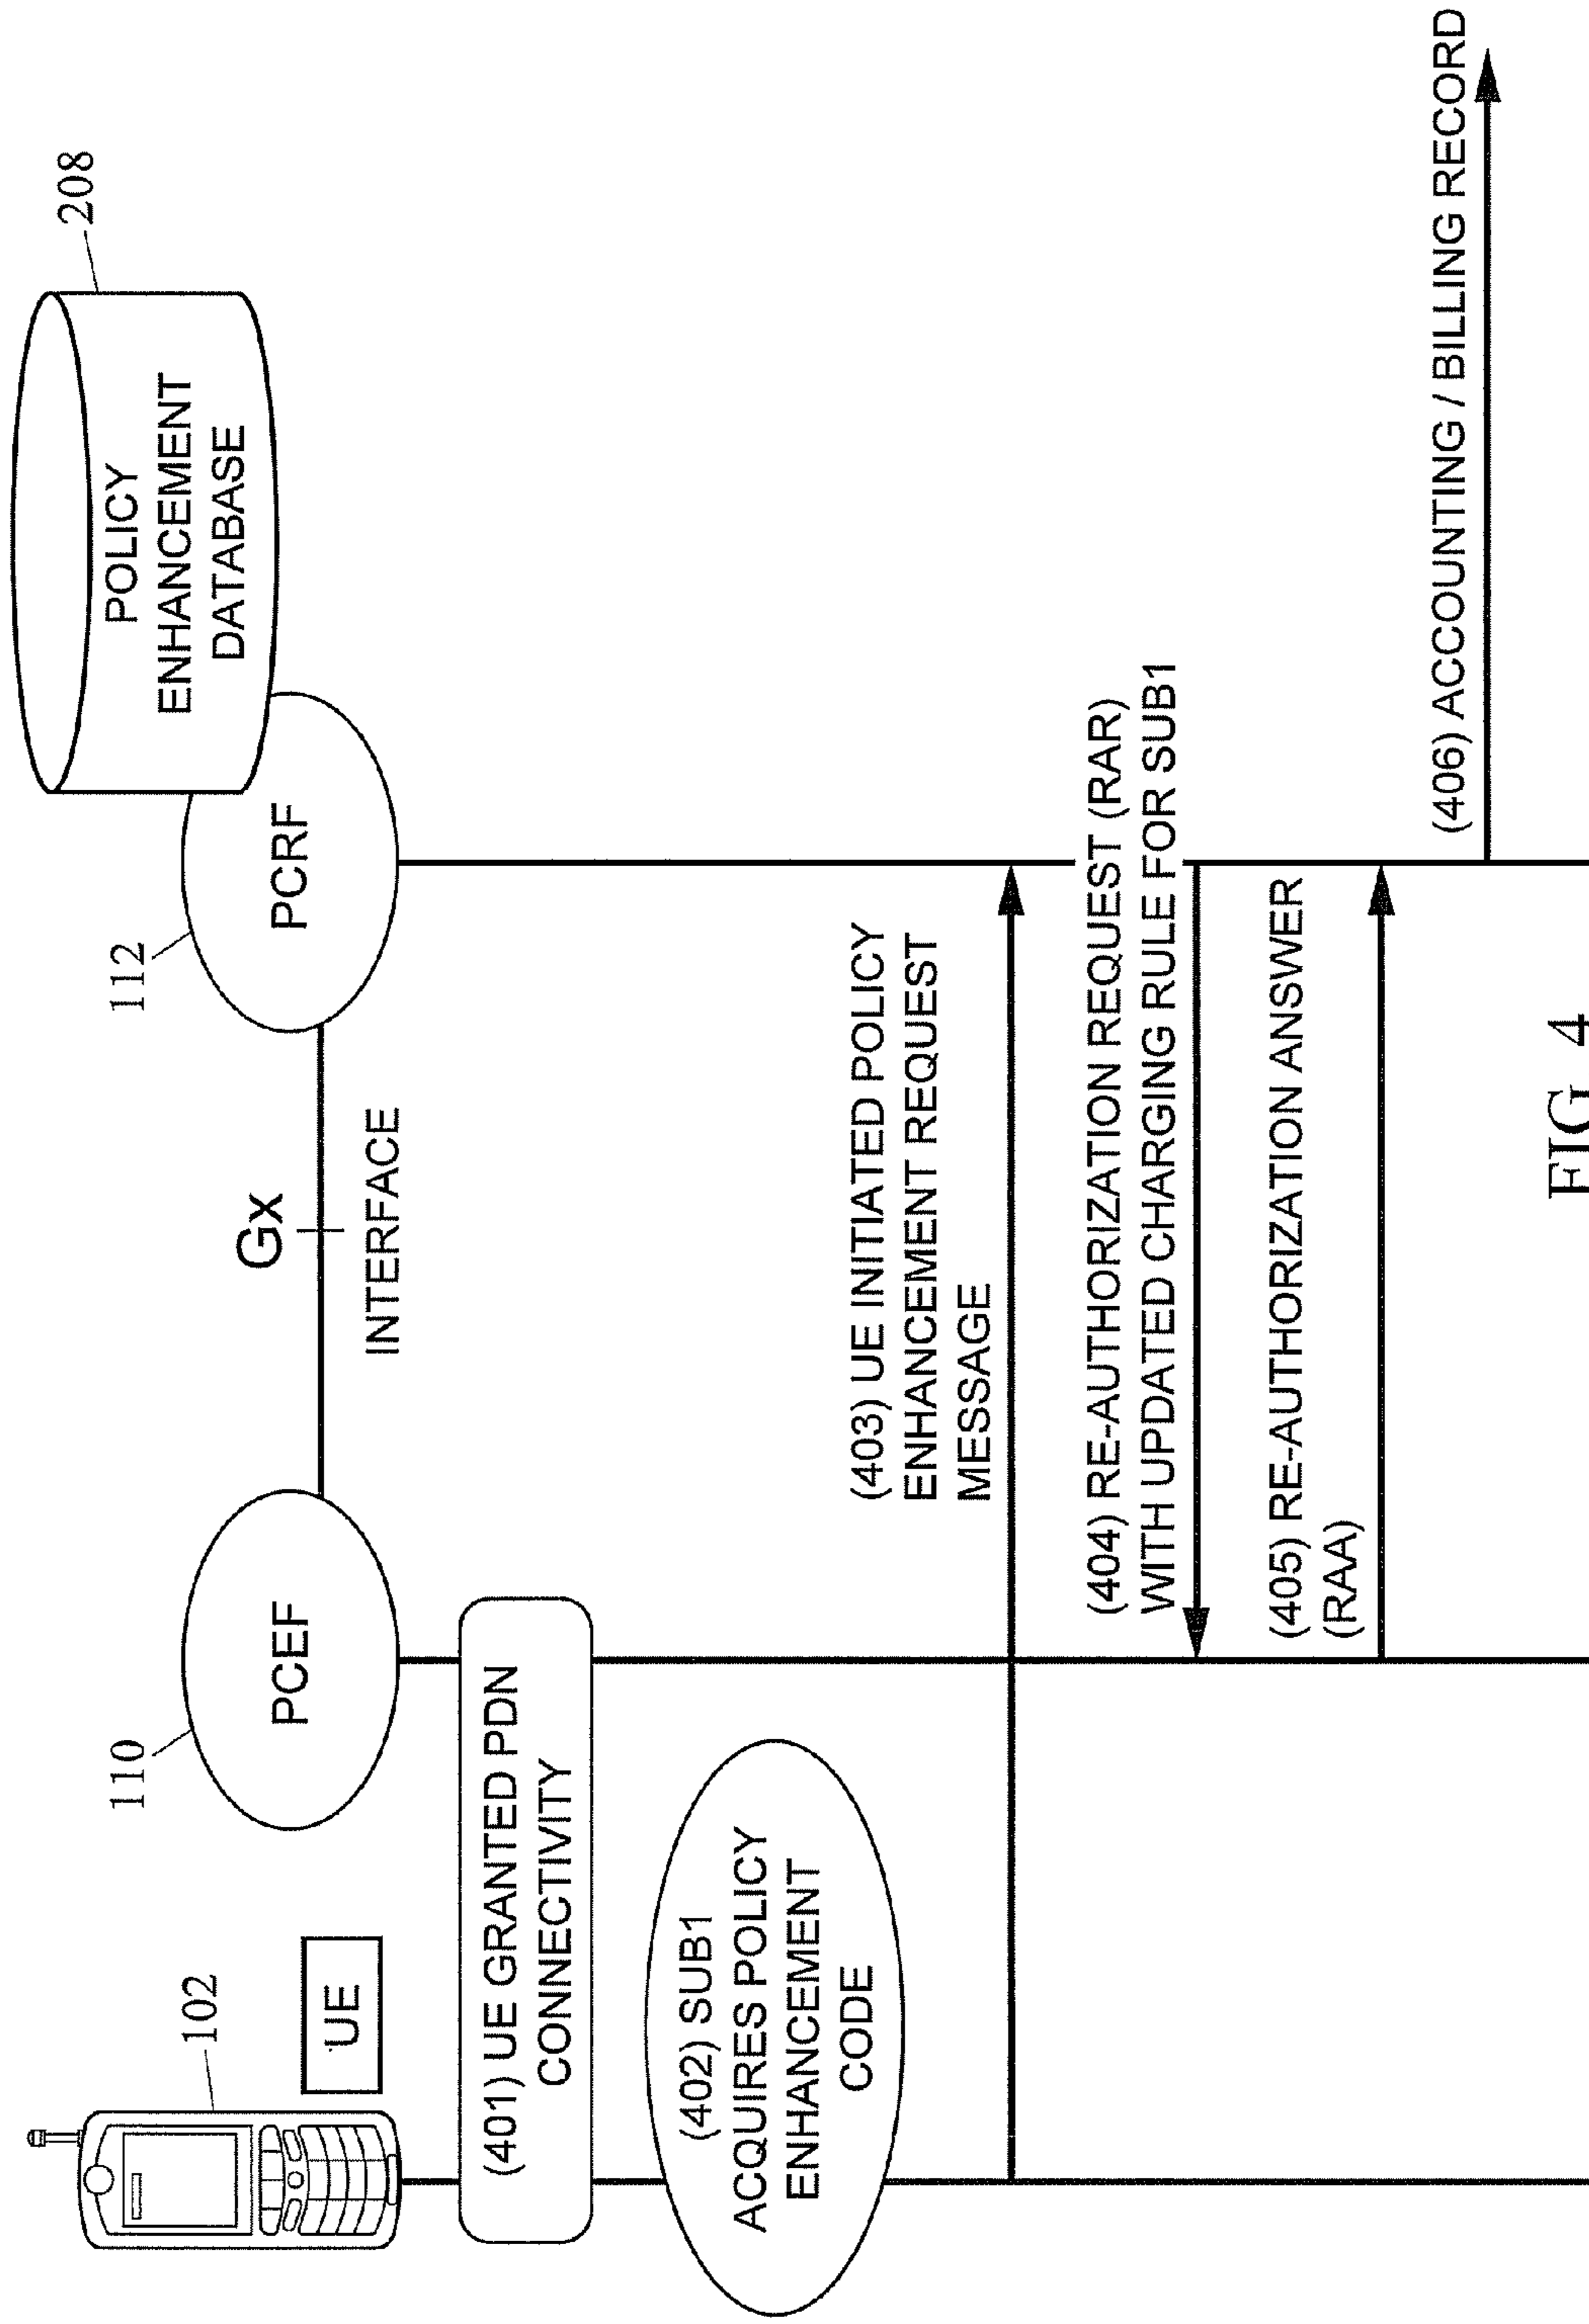 102
UE
110
PCEF
Gx
INTERFACE
112
PCRF
208
POLICY
ENHANCEMENT
DATABASE
(401) UE GRANTED PDN
CONNECTIVITY
(402) SUB1
ACQUIRES POLICY
ENHANCEMENT
CODE
(403) UE INITIATED POLICY
ENHANCEMENT REQUEST
MESSAGE
(404) RE-AUTHORIZATION REQUEST (RAR)
WITH UPDATED CHARGING RULE FOR SUB1
(405) RE-AUTHORIZATION ANSWER
(RAA)
(406) ACCOUNTING / BILLING RECORD
FIG. 4